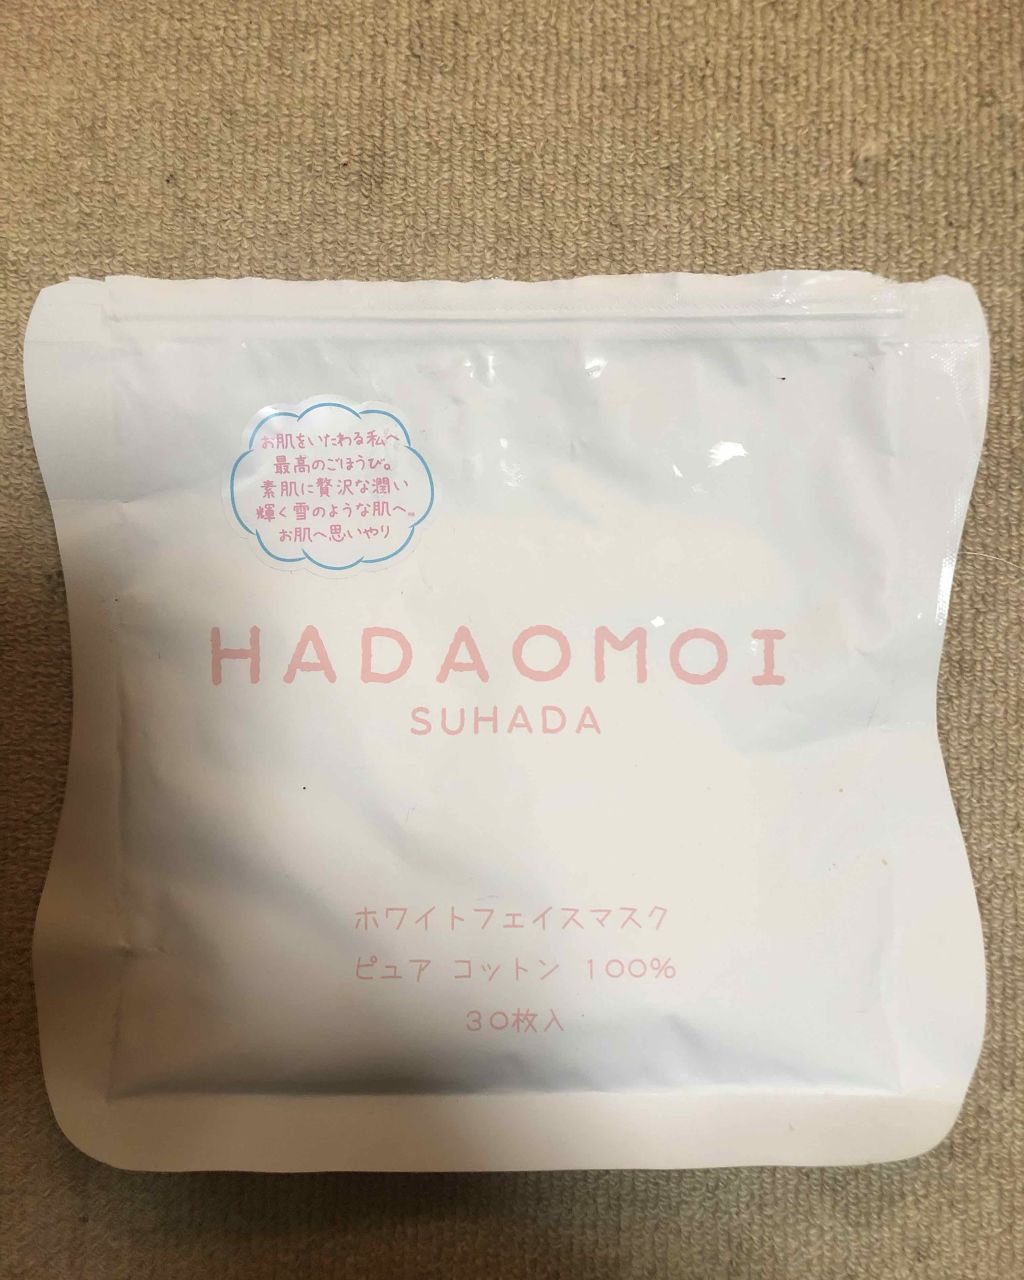 お肌をいたわる私へ
最高のごほうび。
素肌に贅沢な潤い
輝く雪のような肌へ。
お肌へ思いやり
HADAOMOI
SUHADA
ホワイトフェイスマスク
ピュア コットン 100%
30枚入